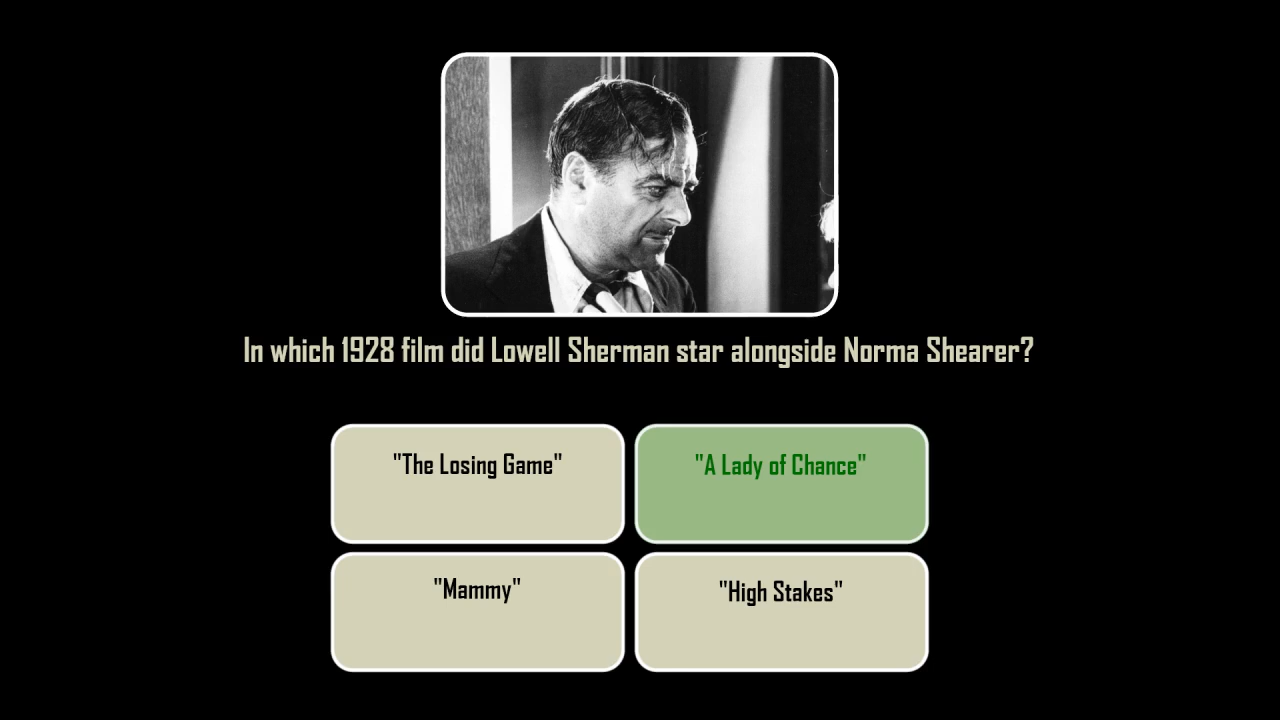 In which 1928 film did Lowell Sherman star alongside Norma Shearer?
"The Losing Game"
"A Lady of Chance"
"Mammy"
"High Stakes"